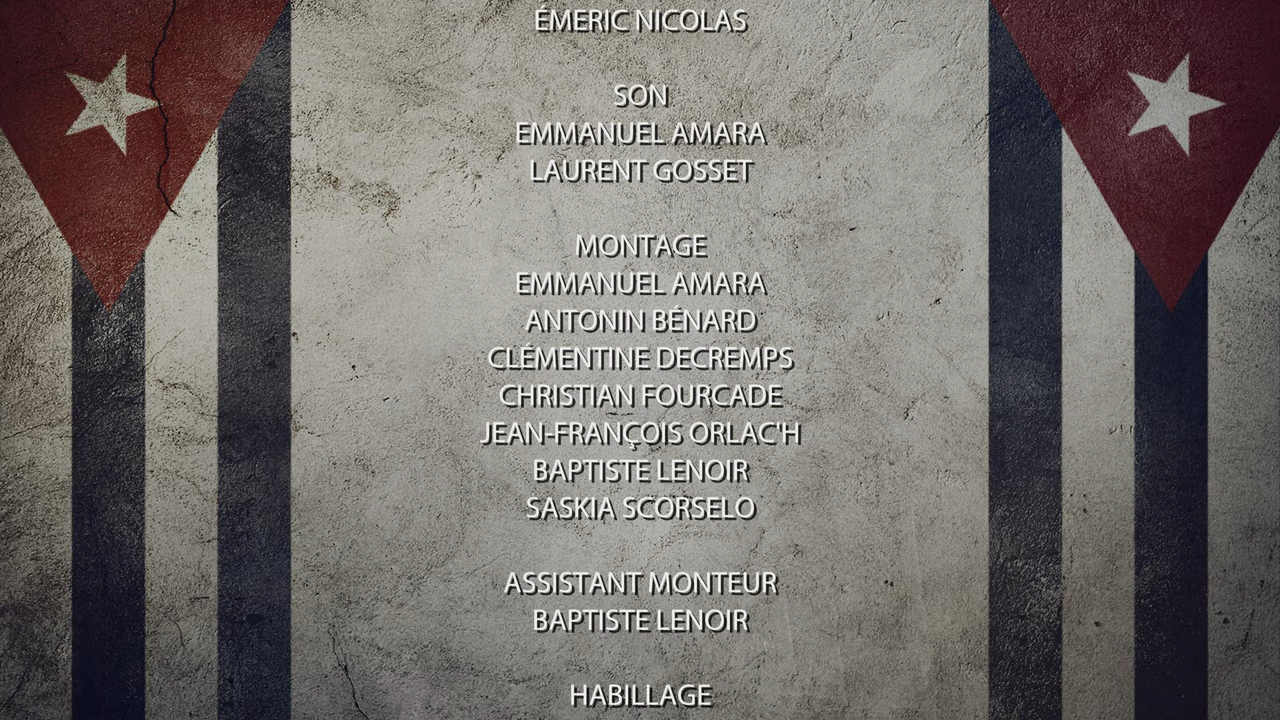 ÉMERIC NICOLAS
SON
EMMANUEL AMARA
LAURENT GOSSET
MONTAGE
EMMANUEL AMARA
ANTONIN BÉNARD
CLÉMENTINE DECREMPS
CHRISTIAN FOURCADE
JEAN-FRANÇOIS ORLAC'H
BAPTISTE LENOIR
SASKIA SCORSELO
ASSISTANT MONTEUR
BAPTISTE LENOIR
HABILLAGE